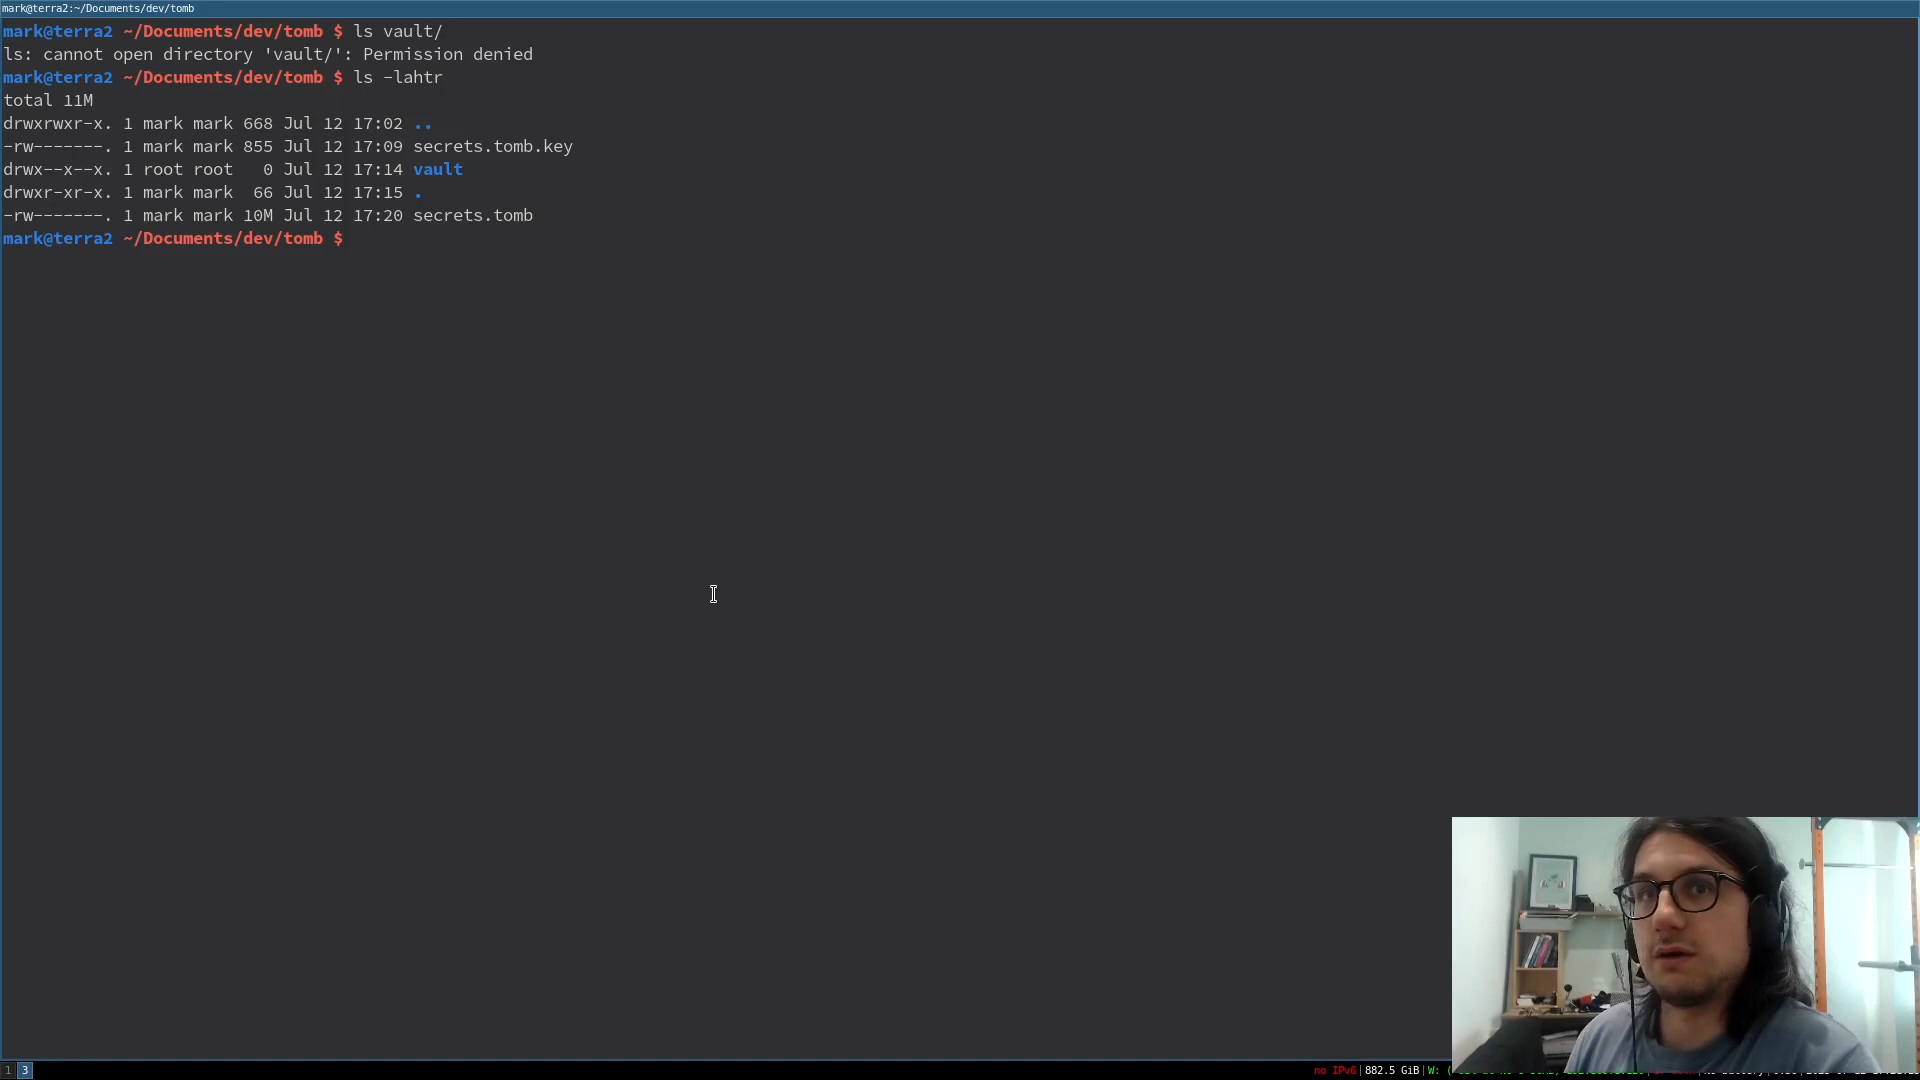 mark@terra2:~/Documents/dev/tomb
mark@terra2 ~/Documents/dev/tomb $ ls vault/
ls: cannot open directory 'vault/': Permission denied
mark@terra2 ~/Documents/dev/tomb $ ls -lahtr
total 11M
drwxrwxr-x. 1 mark mark 668 Jul 12 17:02 ..
-rw-------. 1 mark mark 855 Jul 12 17:09 secrets.tomb.key
drwx--x--x. 1 root root   0 Jul 12 17:14 vault
drwxr-xr-x. 1 mark mark  66 Jul 12 17:15 .
-rw-------. 1 mark mark 10M Jul 12 17:20 secrets.tomb
mark@terra2 ~/Documents/dev/tomb $
1 3 no IPv6|882.5 GiB|W: (